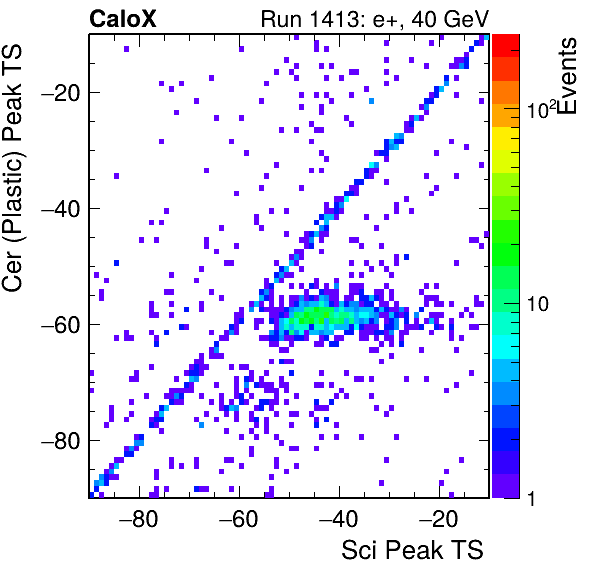 CaloX Run 1413: e+, 40 GeV
Cer (Plastic) Peak TS
−20
−40
−60
−80
−80 −60 −40 −20
Sci Peak TS
Events
10²
10
1